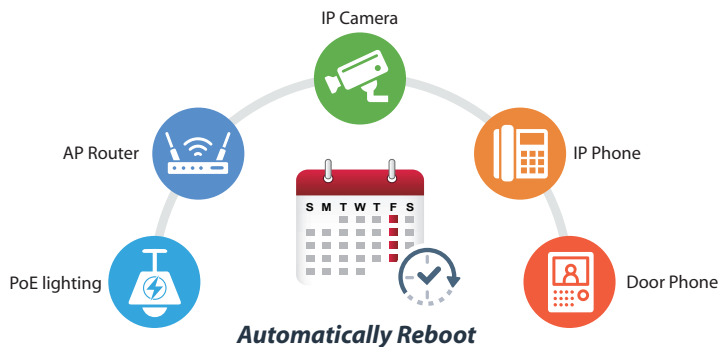 IP Camera
AP Router
IP Phone
S M T W T F S
PoE lighting
Door Phone
Automatically Reboot